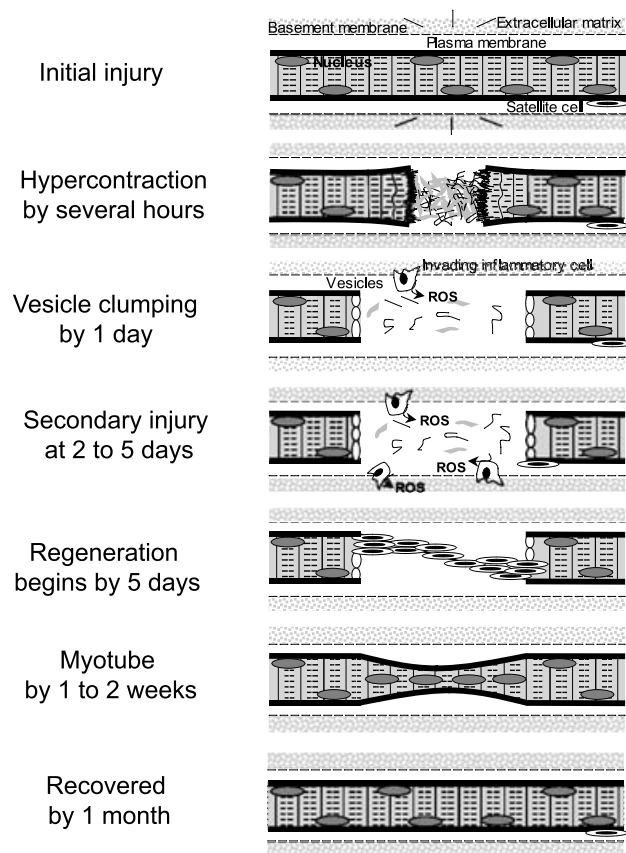 Basement membrane
Extracellular matrix
Plasma membrane
Initial injury
Nucleus
Satellite cell
Hypercontraction
by several hours
Invading inflammatory cell
Vesicles
ROS
Vesicle clumping
by 1 day
Secondary injury
at 2 to 5 days
ROS
ROS
ROS
Regeneration
begins by 5 days
Myotube
by 1 to 2 weeks
Recovered
by 1 month